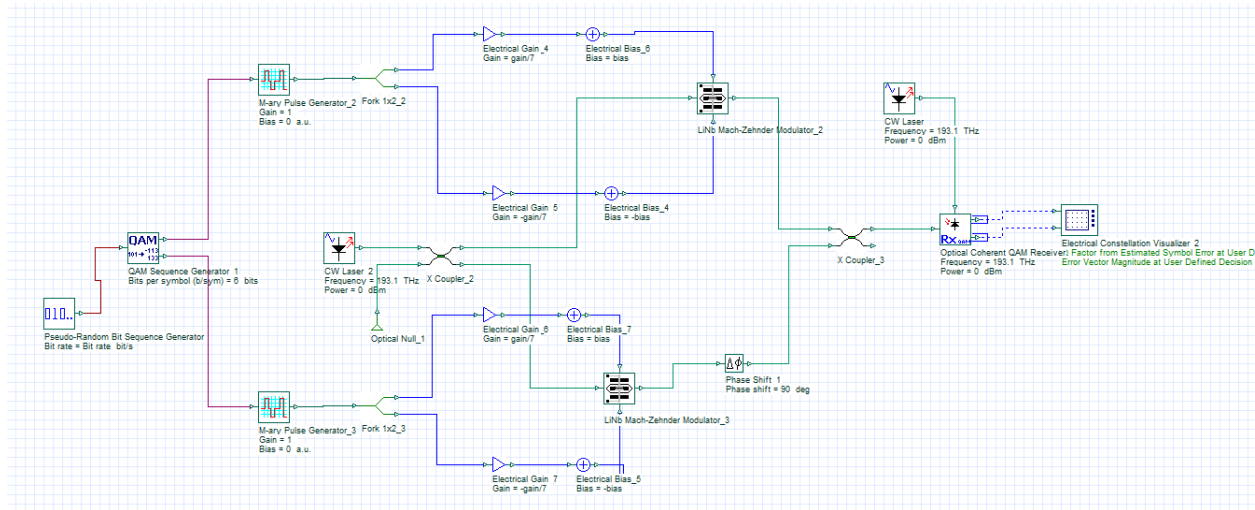 Electrical Gain_4
Gain = gain/7
Electrical Bias_6
Bias = bias
M-ary Pulse Generator_2
Gain = 1
Bias = 0 a.u.
Fork 1x2_2
LiNb Mach-Zehnder Modulator_2
CW Laser
Frequency = 193.1 THz
Power = 0 dBm
Electrical Gain_5
Gain = -gain/7
Electrical Bias_4
Bias = -bias
QAM
101
-113
133
QAM Sequence Generator_1
Bits per symbol (b/sym) = 6 bits
CW Laser 2
Frequency = 193.1 THz
Power = 0 dBm
X Coupler_2
X Coupler_3
Rx
Optical Coherent QAM Receiver
Frequency = 193.1 THz
Power = 0 dBm
Electrical Constellation Visualizer_2
Factor from Estimated Symbol Error at User D
Error Vector Magnitude at User Defined Decision
010..
Pseudo-Random Bit Sequence Generator
Bit rate = Bit rate bit/s
Optical Null_1
Electrical Gain_6
Gain = gain/7
Electrical Bias_7
Bias = bias
Phase Shift_1
Phase shift = 90 deg
M-ary Pulse Generator_3
Gain = 1
Bias = 0 a.u.
Fork 1x2_3
LiNb Mach-Zehnder Modulator_3
Electrical Gain_7
Gain = -gain/7
Electrical Bias_5
Bias = -bias